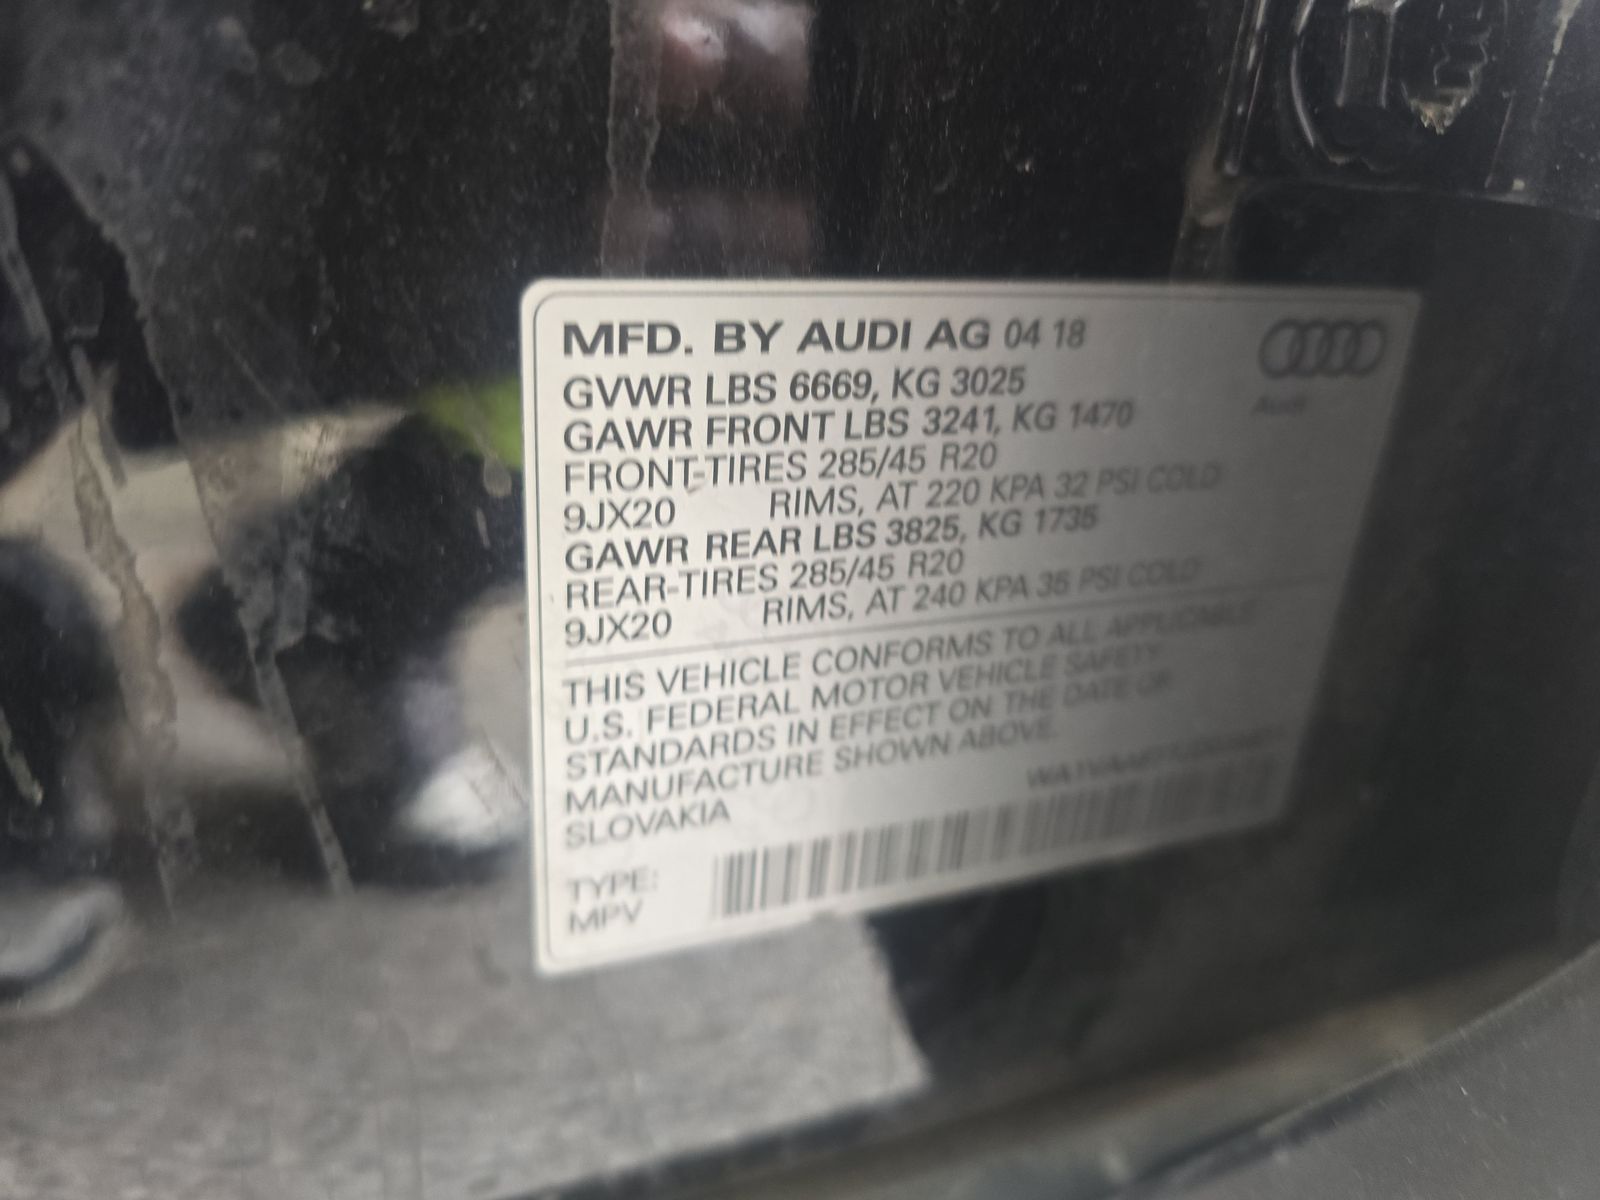 MFD. BY AUDI AG 04 18
GVWR LBS 6669, KG 3025
GAWR FRONT LBS 3241, KG 1470
FRONT-TIRES 285/45 R20
9JX20 RIMS, AT 220 KPA 32 PSI COLD
GAWR REAR LBS 3825, KG 1735
REAR-TIRES 285/45 R20
9JX20 RIMS, AT 240 KPA 35 PSI COLD
THIS VEHICLE CONFORMS TO ALL APPLICABLE
U.S. FEDERAL MOTOR VEHICLE SAFETY
STANDARDS IN EFFECT ON THE DATE OF
MANUFACTURE SHOWN ABOVE.
SLOVAKIA
TYPE:
MPV
Audi